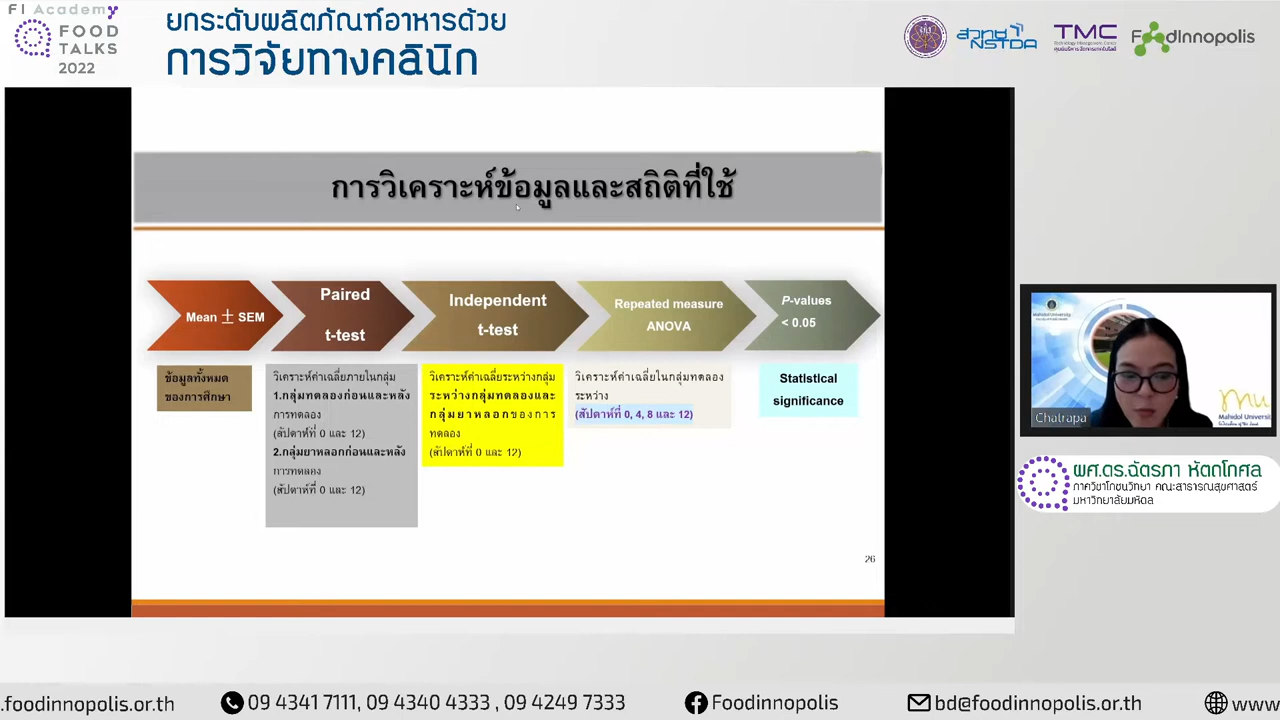 FI Academy
FOOD
TALKS
2022
ยกระดับผลิตภัณฑ์อาหารด้วย
การวิจัยทางคลินิก
สวทช
NSTDA
TMC
FoodInnopolis
การวิเคราะห์ข้อมูลและสถิติที่ใช้
Mean ± SEM
Paired
t-test
Independent
t-test
Repeated measure
ANOVA
P-values
< 0.05
ข้อมูลทั้งหมด
ของการศึกษา
วิเคราะห์ค่าเฉลี่ยภายในกลุ่ม
1.กลุ่มทดลองก่อนและหลัง
การทดลอง
(สัปดาห์ที่ 0 และ 12)
2.กลุ่มยาหลอกก่อนและหลัง
การทดลอง
(สัปดาห์ที่ 0 และ 12)
วิเคราะห์ค่าเฉลี่ยระหว่างกลุ่ม
ระหว่างกลุ่มทดลองและ
กลุ่มยาหลอกของการ
ทดลอง
(สัปดาห์ที่ 0 และ 12)
วิเคราะห์ค่าเฉลี่ยในกลุ่มทดลอง
ระหว่าง
(สัปดาห์ที่ 0, 4, 8 และ 12)
Statistical
significance
26
Mahidol University
Chatrapa
Mahidol Universit
ผศ.ดร.ฉัตรภา หัตถโกศล
ภาควิชาโภชนวิทยา คณะสาธารณสุขศาสตร์
มหาวิทยาลัยมหิดล
.foodinnopolis.or.th
09 4341 7111, 09 4340 4333 , 09 4249 7333
Foodinnopolis
bd@foodinnopolis.or.th
www